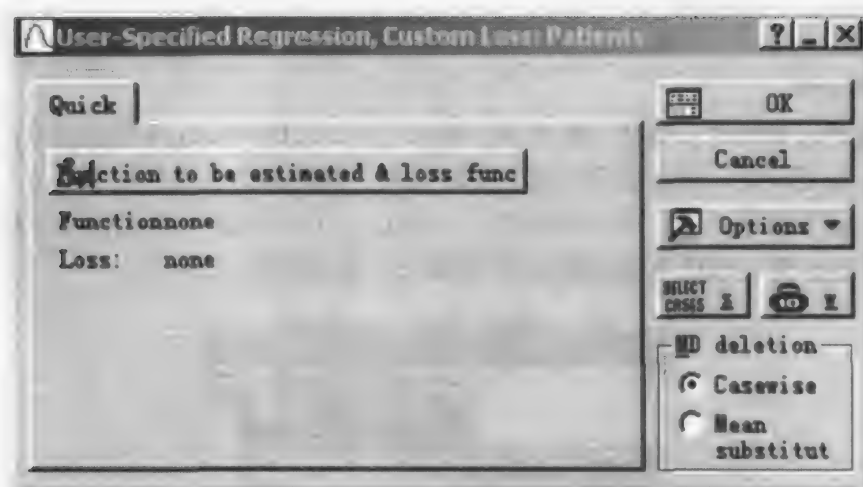 User-Specified Regression, Custom Loss: Patients
Quick
Function to be estimated & loss func
Functionnone
Loss: none
OK
Cancel
Options
SELECT CASES S
W
MD deletion
Casewise
Mean
substitut